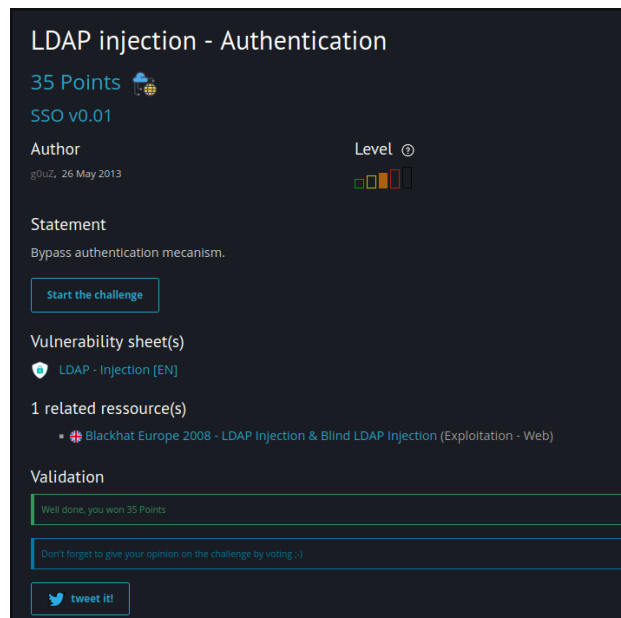 LDAP injection - Authentication
35 Points
SSO v0.01
Author
Level ?
g0uZ, 26 May 2013
Statement
Bypass authentication mecanism.
Start the challenge
Vulnerability sheet(s)
LDAP - Injection [EN]
1 related ressource(s)
Blackhat Europe 2008 - LDAP Injection & Blind LDAP Injection (Exploitation - Web)
Validation
Well done, you won 35 Points
Don't forget to give your opinion on the challenge by voting ;-)
tweet it!